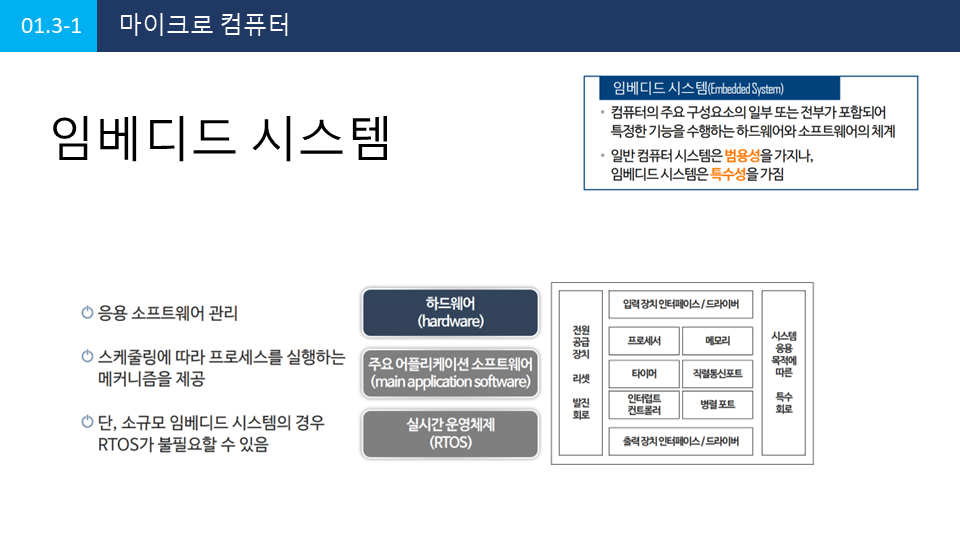 01.3-1
마이크로 컴퓨터
임베디드 시스템
임베디드 시스템(Embedded System)
• 컴퓨터의 주요 구성요소의 일부 또는 전부가 포함되어
특정한 기능을 수행하는 하드웨어와 소프트웨어의 체계
• 일반 컴퓨터 시스템은 범용성을 가지나,
임베디드 시스템은 특수성을 가짐
응용 소프트웨어 관리
스케줄링에 따라 프로세스를 실행하는
메커니즘을 제공
단, 소규모 임베디드 시스템의 경우
RTOS가 불필요할 수 있음
하드웨어
(hardware)
주요 어플리케이션 소프트웨어
(main application software)
실시간 운영체제
(RTOS)
전원
공급
장치
리셋
발진
회로
입력 장치 인터페이스 / 드라이버
프로세서
메모리
타이머
직렬통신포트
인터럽트
컨트롤러
병렬 포트
출력 장치 인터페이스 / 드라이버
시스템
응용
목적에
따른
특수
회로